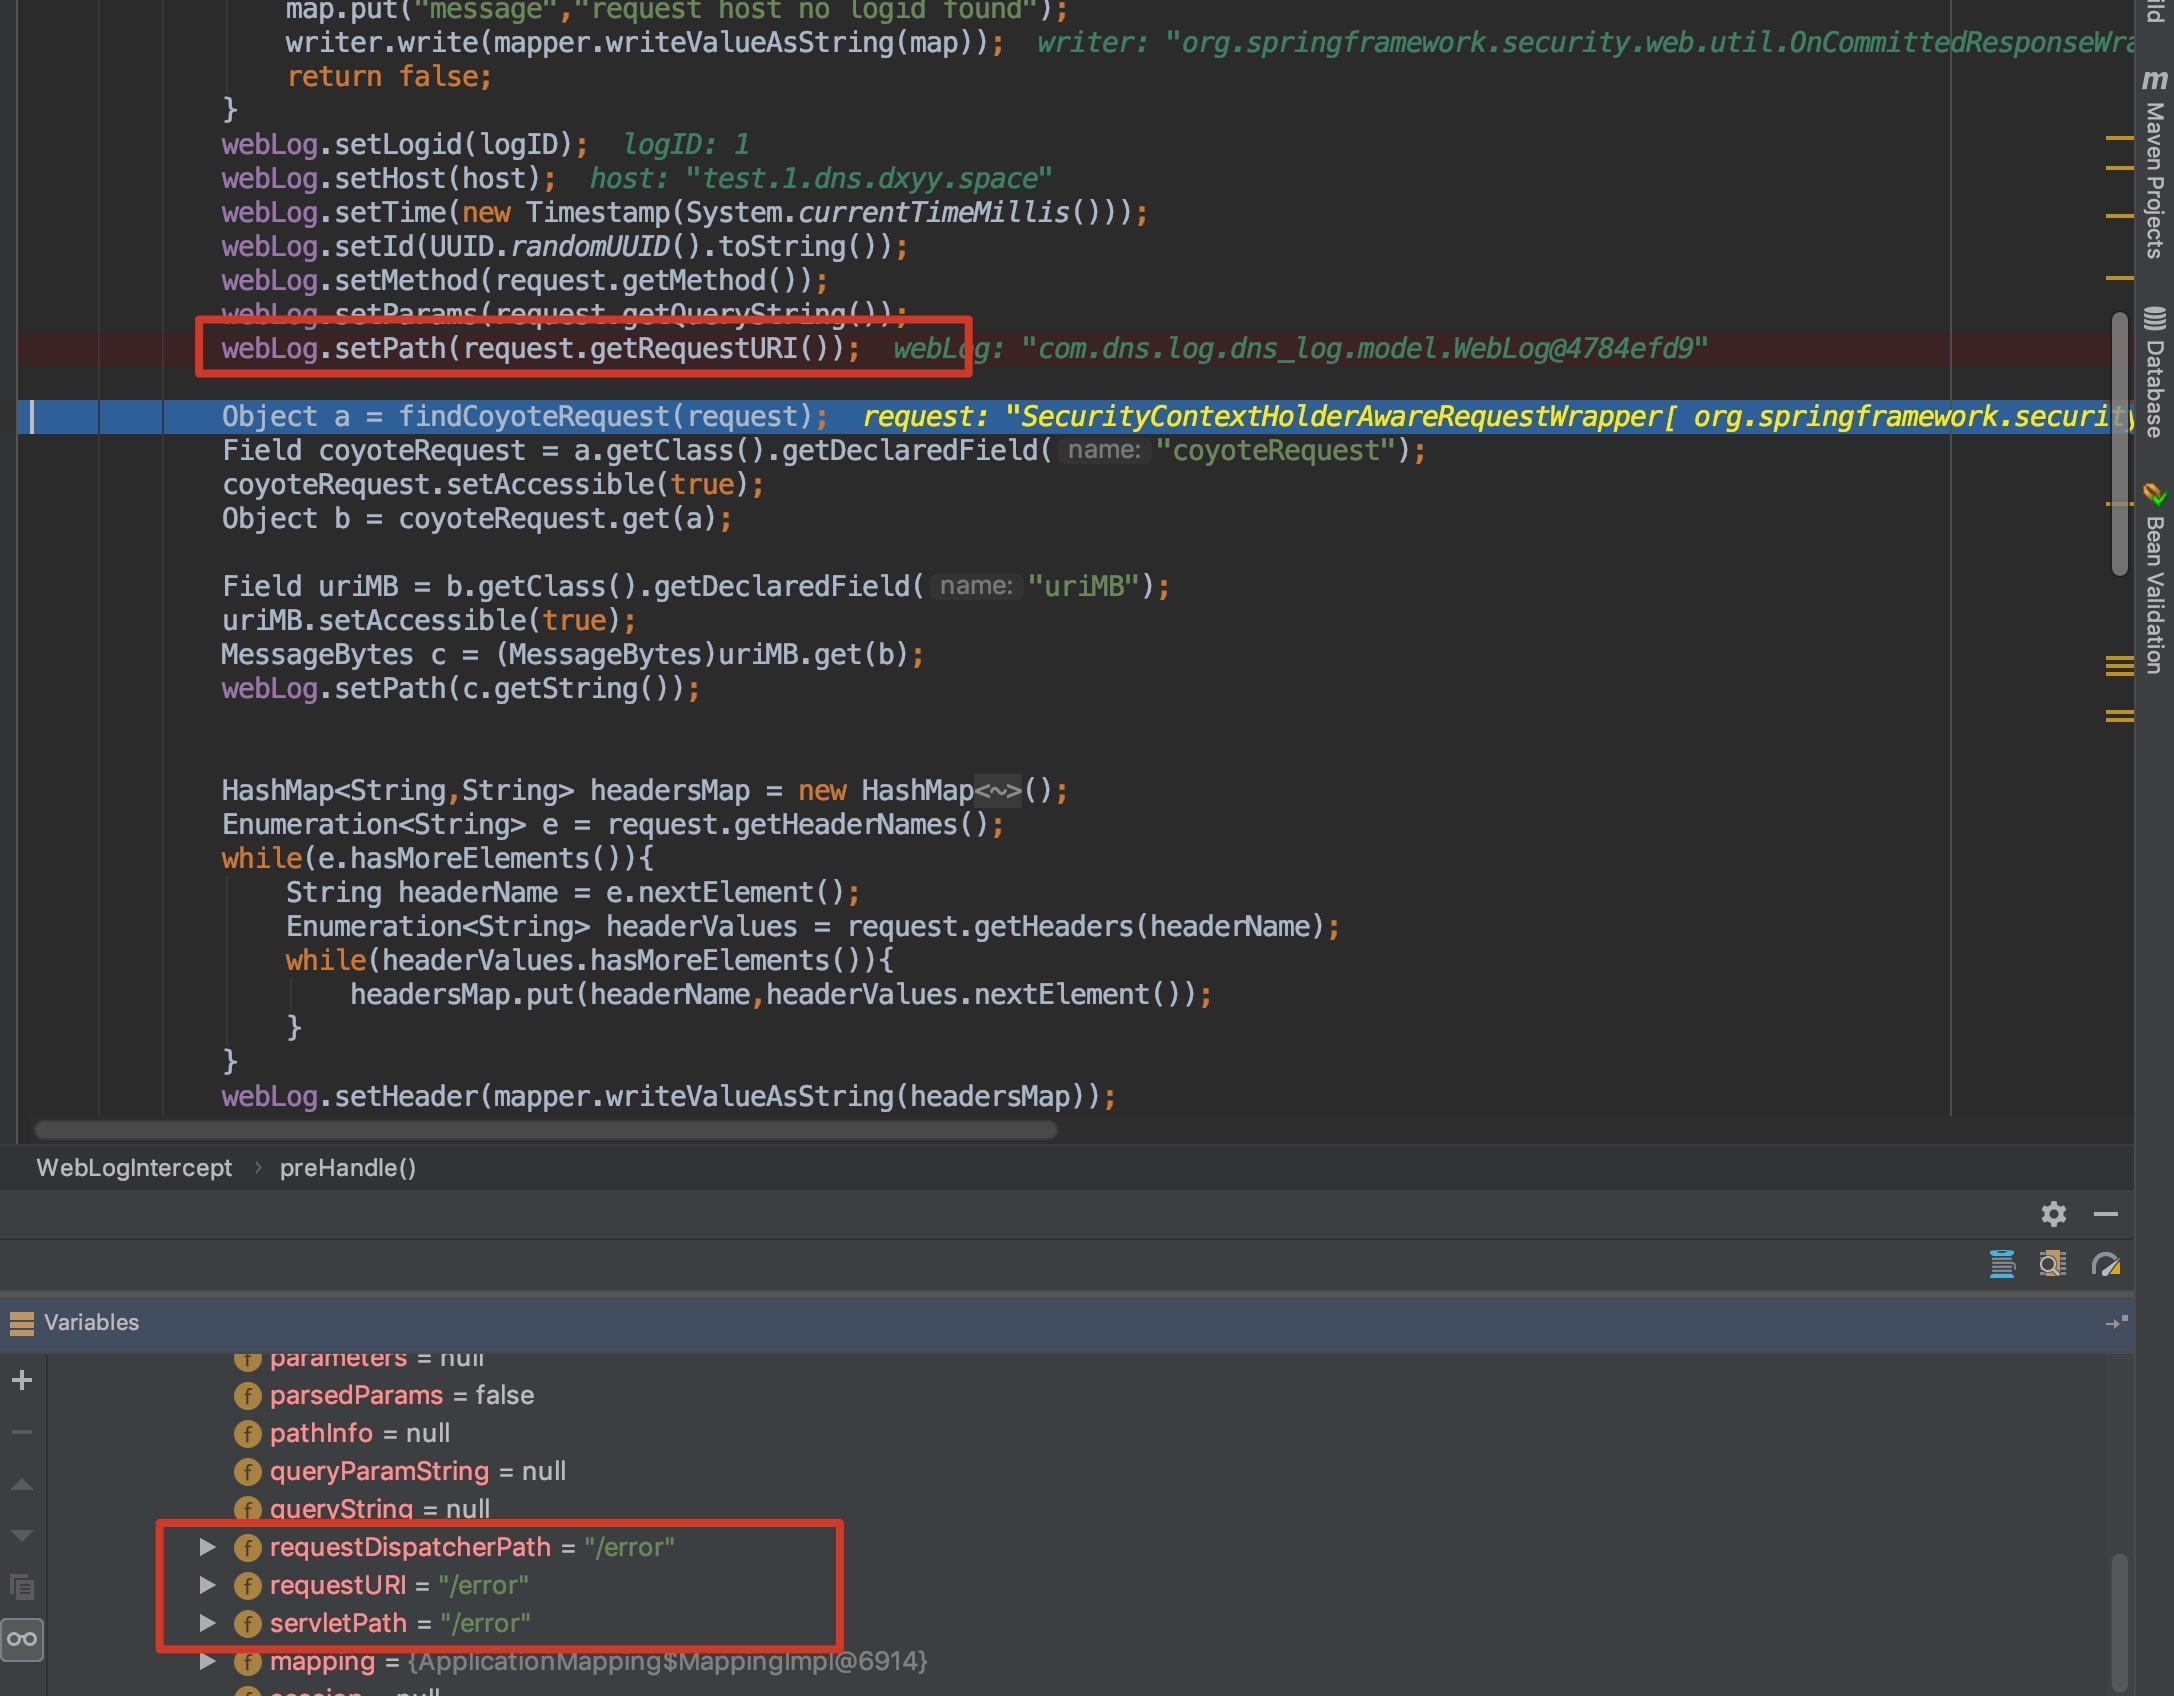 map.put("message","request host no logid found");
writer.write(mapper.writeValueAsString(map));  writer: "org.springframework.security.web.util.OnCommittedResponseWra
return false;
}
webLog.setLogid(logID);  logID: 1
webLog.setHost(host);  host: "test.1.dns.dxyy.space"
webLog.setTime(new Timestamp(System.currentTimeMillis()));
webLog.setId(UUID.randomUUID().toString());
webLog.setMethod(request.getMethod());
webLog.setParams(request.getQueryString());
webLog.setPath(request.getRequestURI());  webLog: "com.dns.log.dns_log.model.WebLog@4784efd9"
Object a = findCoyoteRequest(request);  request: "SecurityContextHolderAwareRequestWrapper[ org.springframework.security
Field coyoteRequest = a.getClass().getDeclaredField( name: "coyoteRequest");
coyoteRequest.setAccessible(true);
Object b = coyoteRequest.get(a);
Field uriMB = b.getClass().getDeclaredField( name: "uriMB");
uriMB.setAccessible(true);
MessageBytes c = (MessageBytes)uriMB.get(b);
webLog.setPath(c.getString());
HashMap<String,String> headersMap = new HashMap<~>();
Enumeration<String> e = request.getHeaderNames();
while(e.hasMoreElements()){
String headerName = e.nextElement();
Enumeration<String> headerValues = request.getHeaders(headerName);
while(headerValues.hasMoreElements()){
headersMap.put(headerName,headerValues.nextElement());
}
}
webLog.setHeader(mapper.writeValueAsString(headersMap));
WebLogIntercept › preHandle()
Variables
parameters = null
parsedParams = false
pathInfo = null
queryParamString = null
queryString = null
requestDispatcherPath = "/error"
requestURI = "/error"
servletPath = "/error"
mapping = {ApplicationMapping$MappingImpl@6914}
session = null
ild
m Maven Projects
Database
Bean Validation